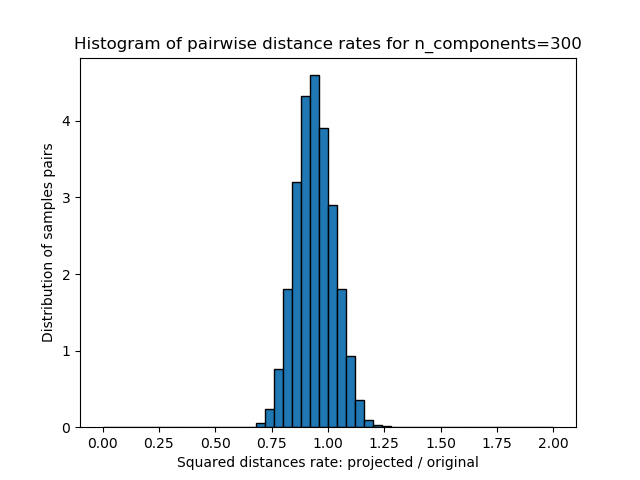 Histogram of pairwise distance rates for n_components=300
Distribution of samples pairs
4
3
2
1
0
0.00 0.25 0.50 0.75 1.00 1.25 1.50 1.75 2.00
Squared distances rate: projected / original